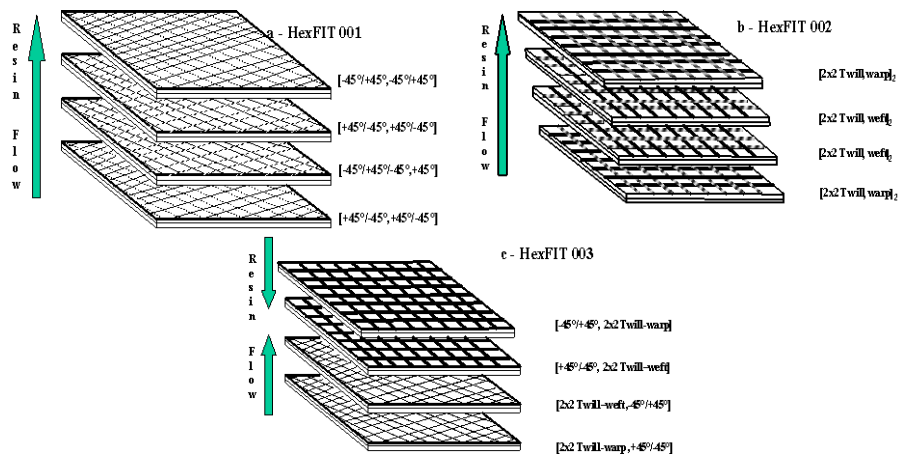 Resin Flow
a - HexFIT 001
[-45°/+45°,-45°/+45°]
[+45°/-45°,+45°/-45°]
[-45°/+45°/-45°,+45°]
[+45°/-45°,+45°/-45°]
Resin Flow
b - HexFIT 002
[2x2 Twill,warp]2
[2x2 Twill, weft]2
[2x2 Twill, weft]2
[2x2 Twill, warp]2
Resin Flow
c - HexFIT 003
[-45°/+45°, 2x2 Twill-warp]
[+45°/-45°, 2x2 Twill-weft]
[2x2 Twill-weft,-45°/+45°]
[2x2 Twill-warp,+45°/-45°]